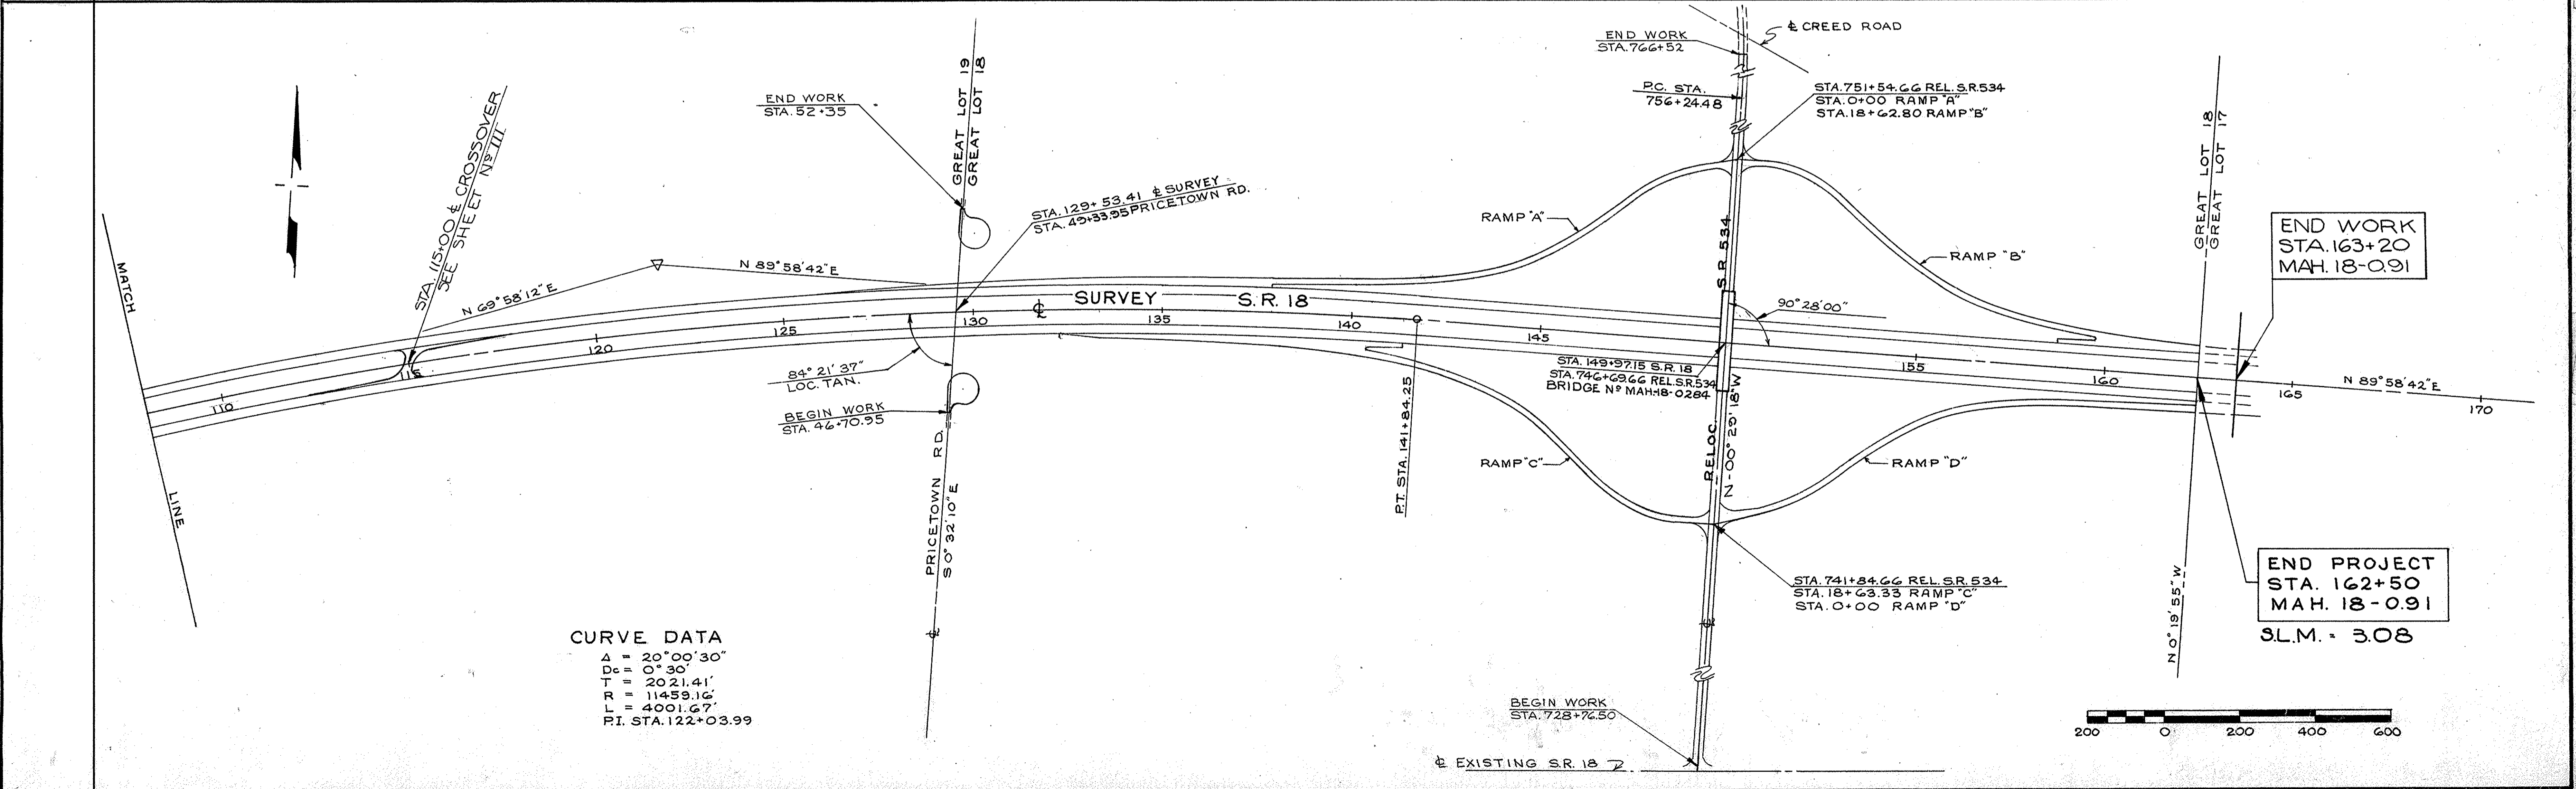 MATCH
LINE
STA. 115+00 ℄ CROSSOVER
SEE SHEET Nº 111
N 69°58'12"E
N 89°58'42"E
END WORK
STA. 52+35
GREAT LOT 19
GREAT LOT 18
STA. 129+53.41 ℄ SURVEY
STA. 49+33.95 PRICETOWN RD.
℄ SURVEY S.R. 18
110
115
120
125
130
135
140
145
155
160
165
170
84°21'37"
LOC. TAN.
BEGIN WORK
STA. 46+70.95
PRICETOWN RD.
S 0°32'10"E
℄
CURVE DATA
Δ = 20°00'30"
Dc = 0°30'
T = 2021.41'
R = 11459.16'
L = 4001.67'
P.I. STA. 122+03.99
P.T. STA. 141+84.25
END WORK
STA. 766+52
℄ CREED ROAD
P.C. STA.
756+24.48
STA. 751+54.66 REL. S.R. 534
STA. 0+00 RAMP "A"
STA. 18+62.80 RAMP "B"
RAMP "A"
RAMP "B"
S.R. 534
90°28'00"
STA. 149+97.15 S.R. 18
STA. 746+69.66 REL. S.R. 534
BRIDGE Nº MAH-18-0284
RELOC.
N-00°29'18"W
RAMP "C"
RAMP "D"
STA. 741+84.66 REL. S.R. 534
STA. 18+63.33 RAMP "C"
STA. 0+00 RAMP "D"
℄
BEGIN WORK
STA. 728+76.50
℄ EXISTING S.R. 18
GREAT LOT 18
GREAT LOT 17
END WORK
STA. 163+20
MAH. 18-0.91
N 89°58'42"E
N 0°19'55"W
END PROJECT
STA. 162+50
MAH. 18-0.91
S.L.M. = 3.08
200 0 200 400 600